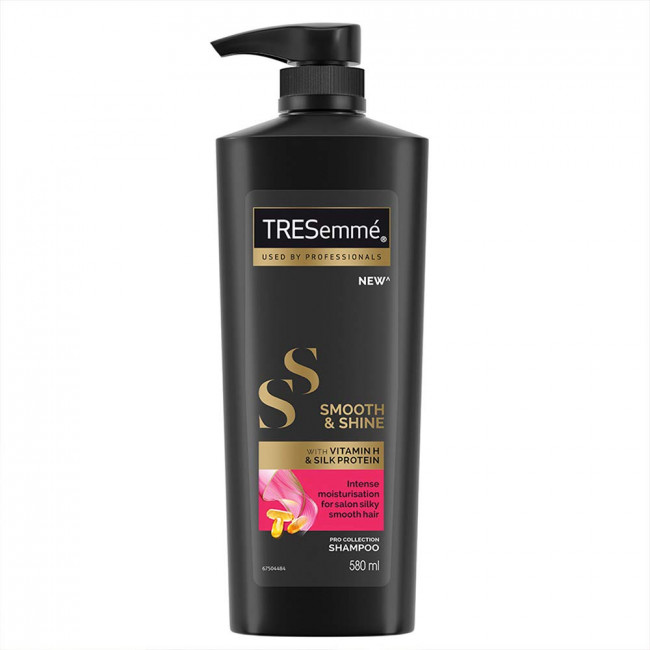 TRESemmé®
USED BY PROFESSIONALS
NEW^
SS
SMOOTH
& SHINE
WITH VITAMIN H
& SILK PROTEIN
Intense
moisturisation
for salon silky
smooth hair
PRO COLLECTION
SHAMPOO
67504484
580 ml